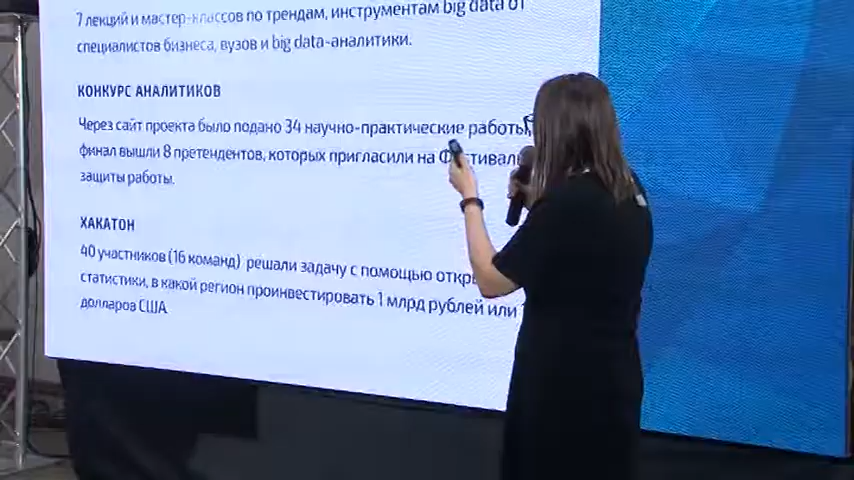 7 лекций и мастер-классов по трендам, инструментам big data от
специалистов бизнеса, вузов и big data-аналитики.
КОНКУРС АНАЛИТИКОВ
Через сайт проекта было подано 34 научно-практические работы,
финал вышли 8 претендентов, которых пригласили на Фестиваль
защиты работы.
ХАКАТОН
40 участников (16 команд) решали задачу с помощью
статистики, в какой регион проинвестировать 1 млрд рублей или
долларов США.